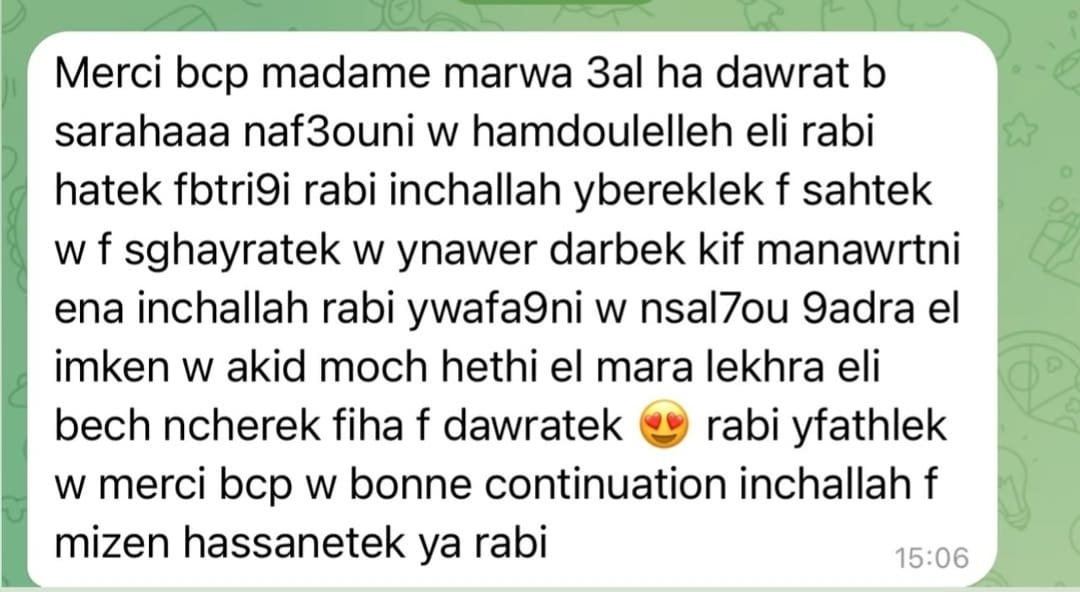 Merci bcp madame marwa 3al ha dawrat b
sarahaaa naf3ouni w hamdoulelleh eli rabi
hatek fbtri9i rabi inchallah ybereklek f sahtek
w f sghayratek w ynawer darbek kif manawrtni
ena inchallah rabi ywafa9ni w nsal7ou 9adra el
imken w akid moch hethi el mara lekhra eli
bech ncherek fiha f dawratek 😍 rabi yfathlek
w merci bcp w bonne continuation inchallah f
mizen hassanetek ya rabi
15:06